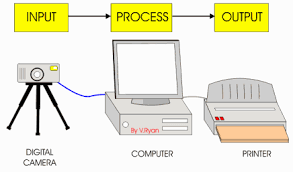 INPUT PROCESS OUTPUT
By V.Ryan
DIGITAL COMPUTER PRINTER
CAMERA